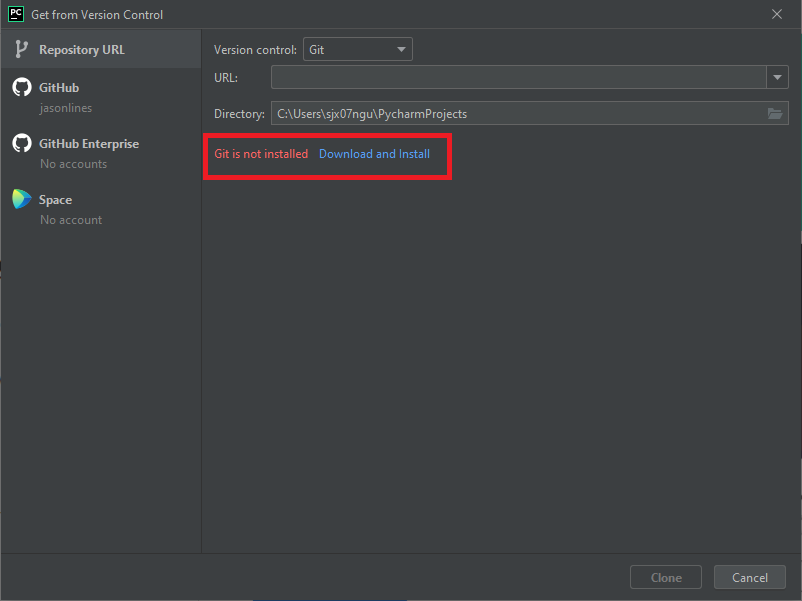 PC Get from Version Control
Repository URL
GitHub
jasonlines
GitHub Enterprise
No accounts
Space
No account
Version control: Git
URL:
Directory: C:\Users\sjx07ngu\PycharmProjects
Git is not installed Download and Install
Clone Cancel